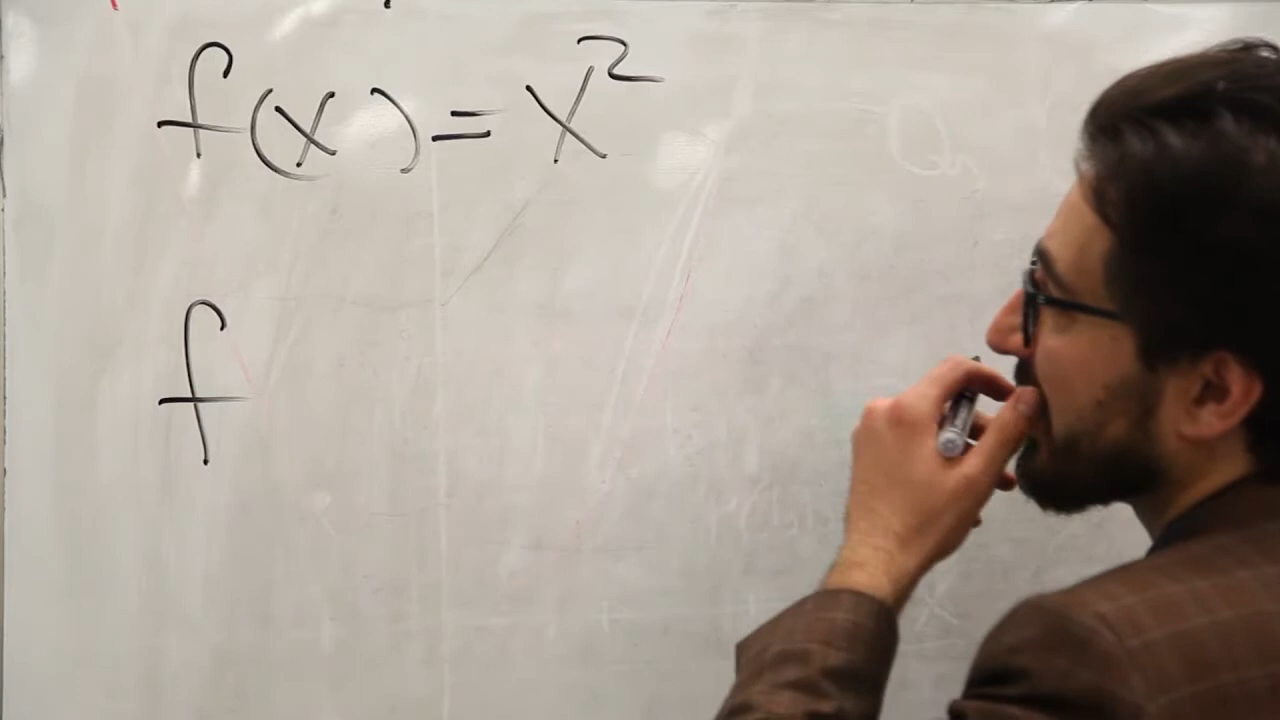 f(x) = x²
f